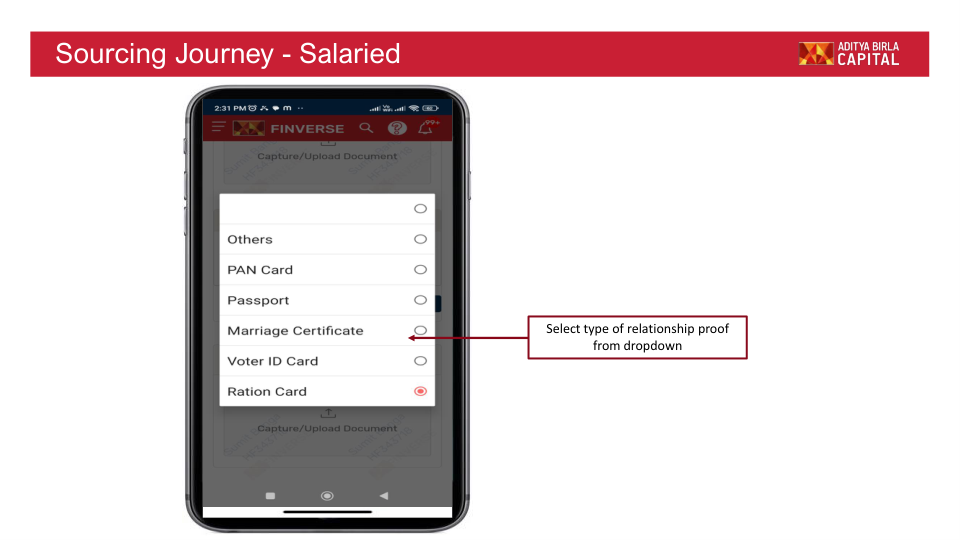 Sourcing Journey - Salaried
ADITYA BIRLA
CAPITAL
2:31 PM
FINVERSE
99+
Capture/Upload Document
Others
PAN Card
Passport
Marriage Certificate
Voter ID Card
Ration Card
Select type of relationship proof
from dropdown
Capture/Upload Document